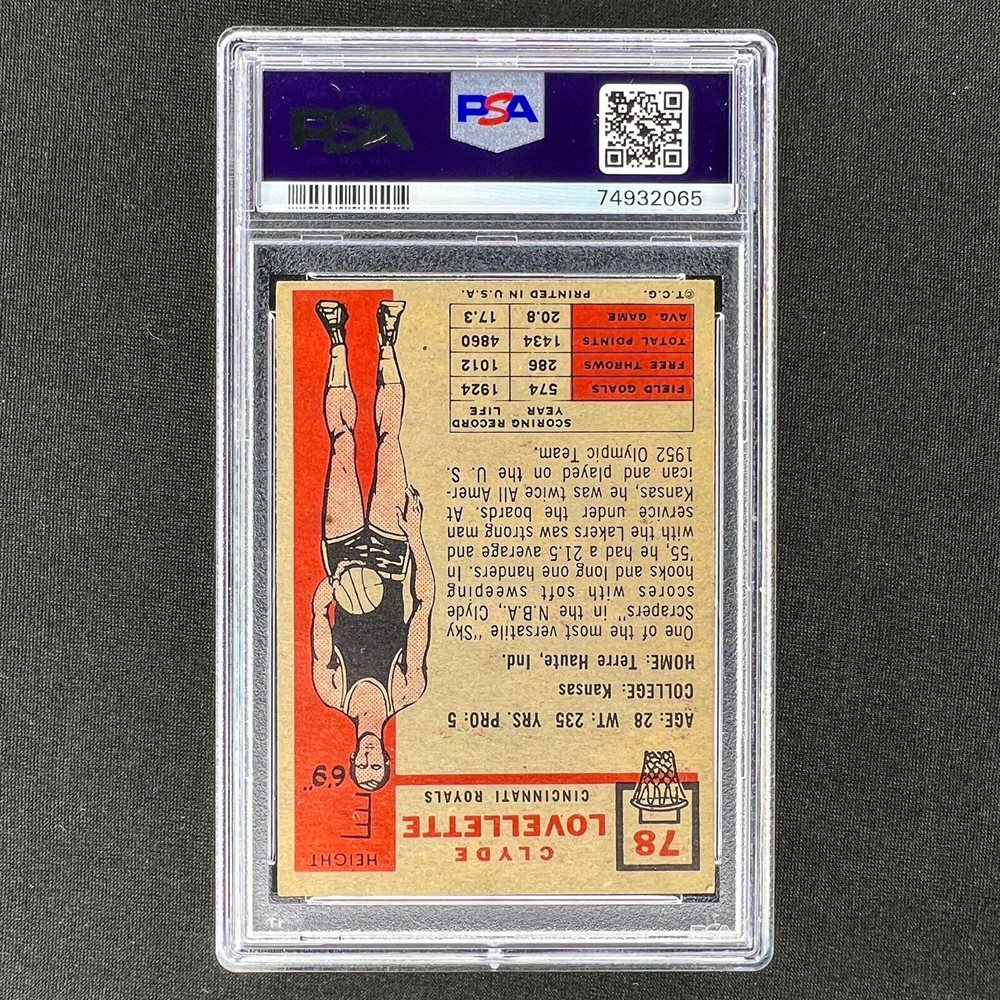 PSA
PSA
74932065
78
CLYDE
LOVELLETTE
CINCINNATI ROYALS
HEIGHT
6'9"
AGE: 28 WT: 235 YRS. PRO: 5
COLLEGE: Kansas
HOME: Terre Haute, Ind.
One of the most versatile "Sky
Scrapers" in the N.B.A., Clyde
scores with soft sweeping
hooks and long one handers. In
'55, he had a 21.5 average and
with the Lakers saw strong man
service under the boards. At
Kansas, he was twice All Amer-
ican and played on the U. S.
1952 Olympic Team.
SCORING RECORD YEAR LIFE
FIELD GOALS 574 1924
FREE THROWS 286 1012
TOTAL POINTS 1434 4860
AVG. GAME 20.8 17.3
©T.C.G. PRINTED IN U.S.A.
PSA